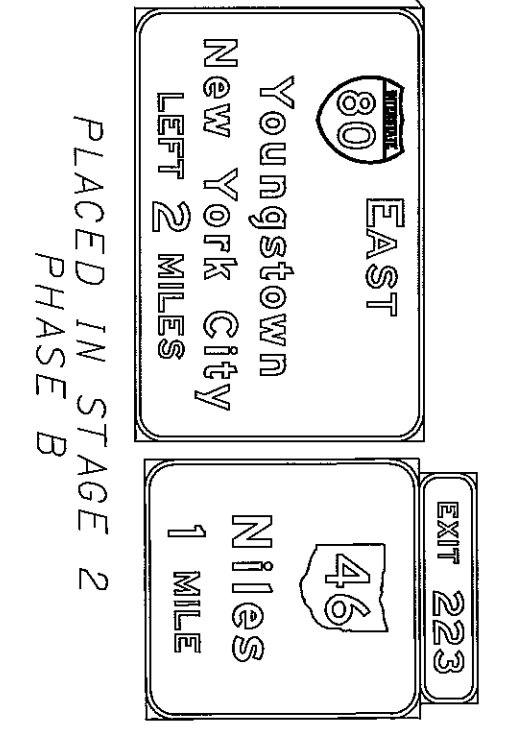 INTERSTATE
80
EAST
Youngstown
New York City
LEFT 2 MILES
EXIT 223
46
Niles
1 MILE
PLACED IN STAGE 2
PHASE B